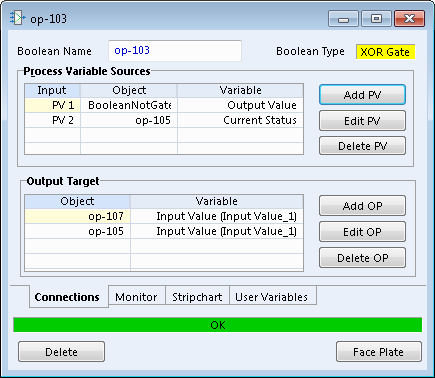 op-103
Boolean Name op-103 Boolean Type XOR Gate
Process Variable Sources
Input Object Variable
PV 1 BooleanNotGate Output Value
PV 2 op-105 Current Status
Add PV
Edit PV
Delete PV
Output Target
Object Variable
op-107 Input Value (Input Value_1)
op-105 Input Value (Input Value_1)
Add OP
Edit OP
Delete OP
Connections Monitor Stripchart User Variables
OK
Delete Face Plate